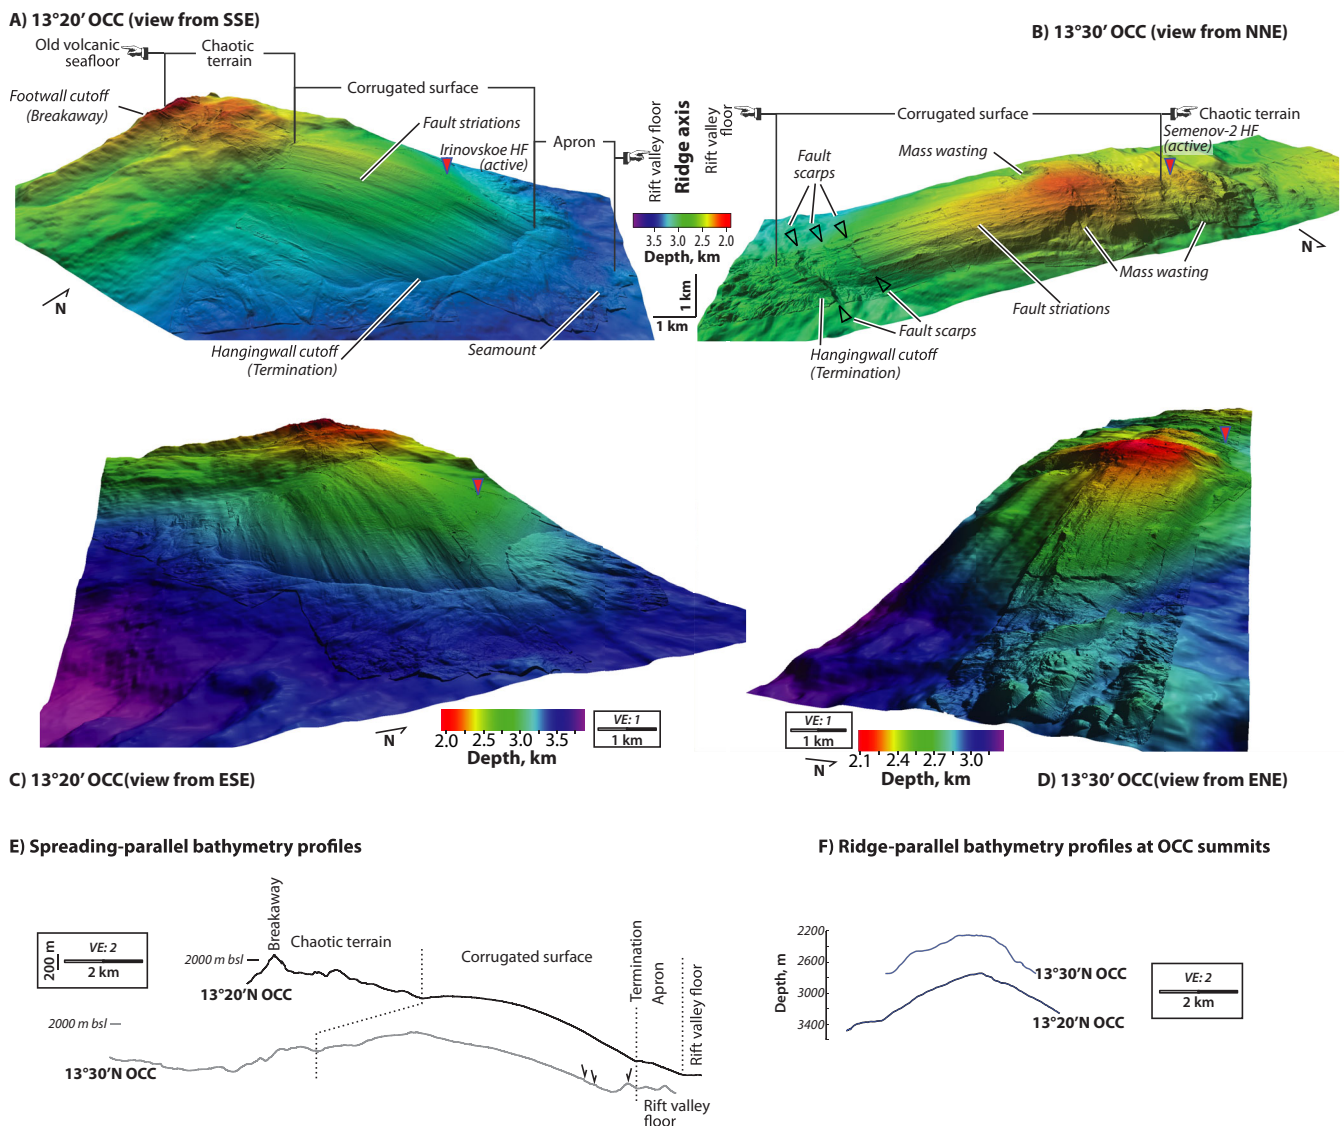 A) 13°20′ OCC (view from SSE)
Old volcanic
seafloor
Chaotic
terrain
Footwall cutoff
(Breakaway)
Corrugated surface
Fault striations
Irinovskoe HF
(active)
Apron
Rift valley floor
Ridge axis
Rift valley
floor
3.5 3.0 2.5 2.0
Depth, km
1 km
1 km
N
Hangingwall cutoff
(Termination)
Seamount
B) 13°30′ OCC (view from NNE)
Corrugated surface
Chaotic terrain
Semenov-2 HF
(active)
Mass wasting
Fault
scarps
N
Mass wasting
Fault striations
Fault scarps
Hangingwall cutoff
(Termination)
N
2.0 2.5 3.0 3.5
Depth, km
VE: 1
1 km
C) 13°20′ OCC(view from ESE)
VE: 1
1 km
N
2.1 2.4 2.7 3.0
Depth, km
D) 13°30′ OCC(view from ENE)
E) Spreading-parallel bathymetry profiles
200 m
VE: 2
2 km
Breakaway
Chaotic terrain
2000 m bsl
13°20′N OCC
Corrugated surface
Termination
Apron
Rift valley floor
2000 m bsl
13°30′N OCC
Rift valley
floor
F) Ridge-parallel bathymetry profiles at OCC summits
Depth, m
2200
2600
3000
3400
13°30′N OCC
13°20′N OCC
VE: 2
2 km